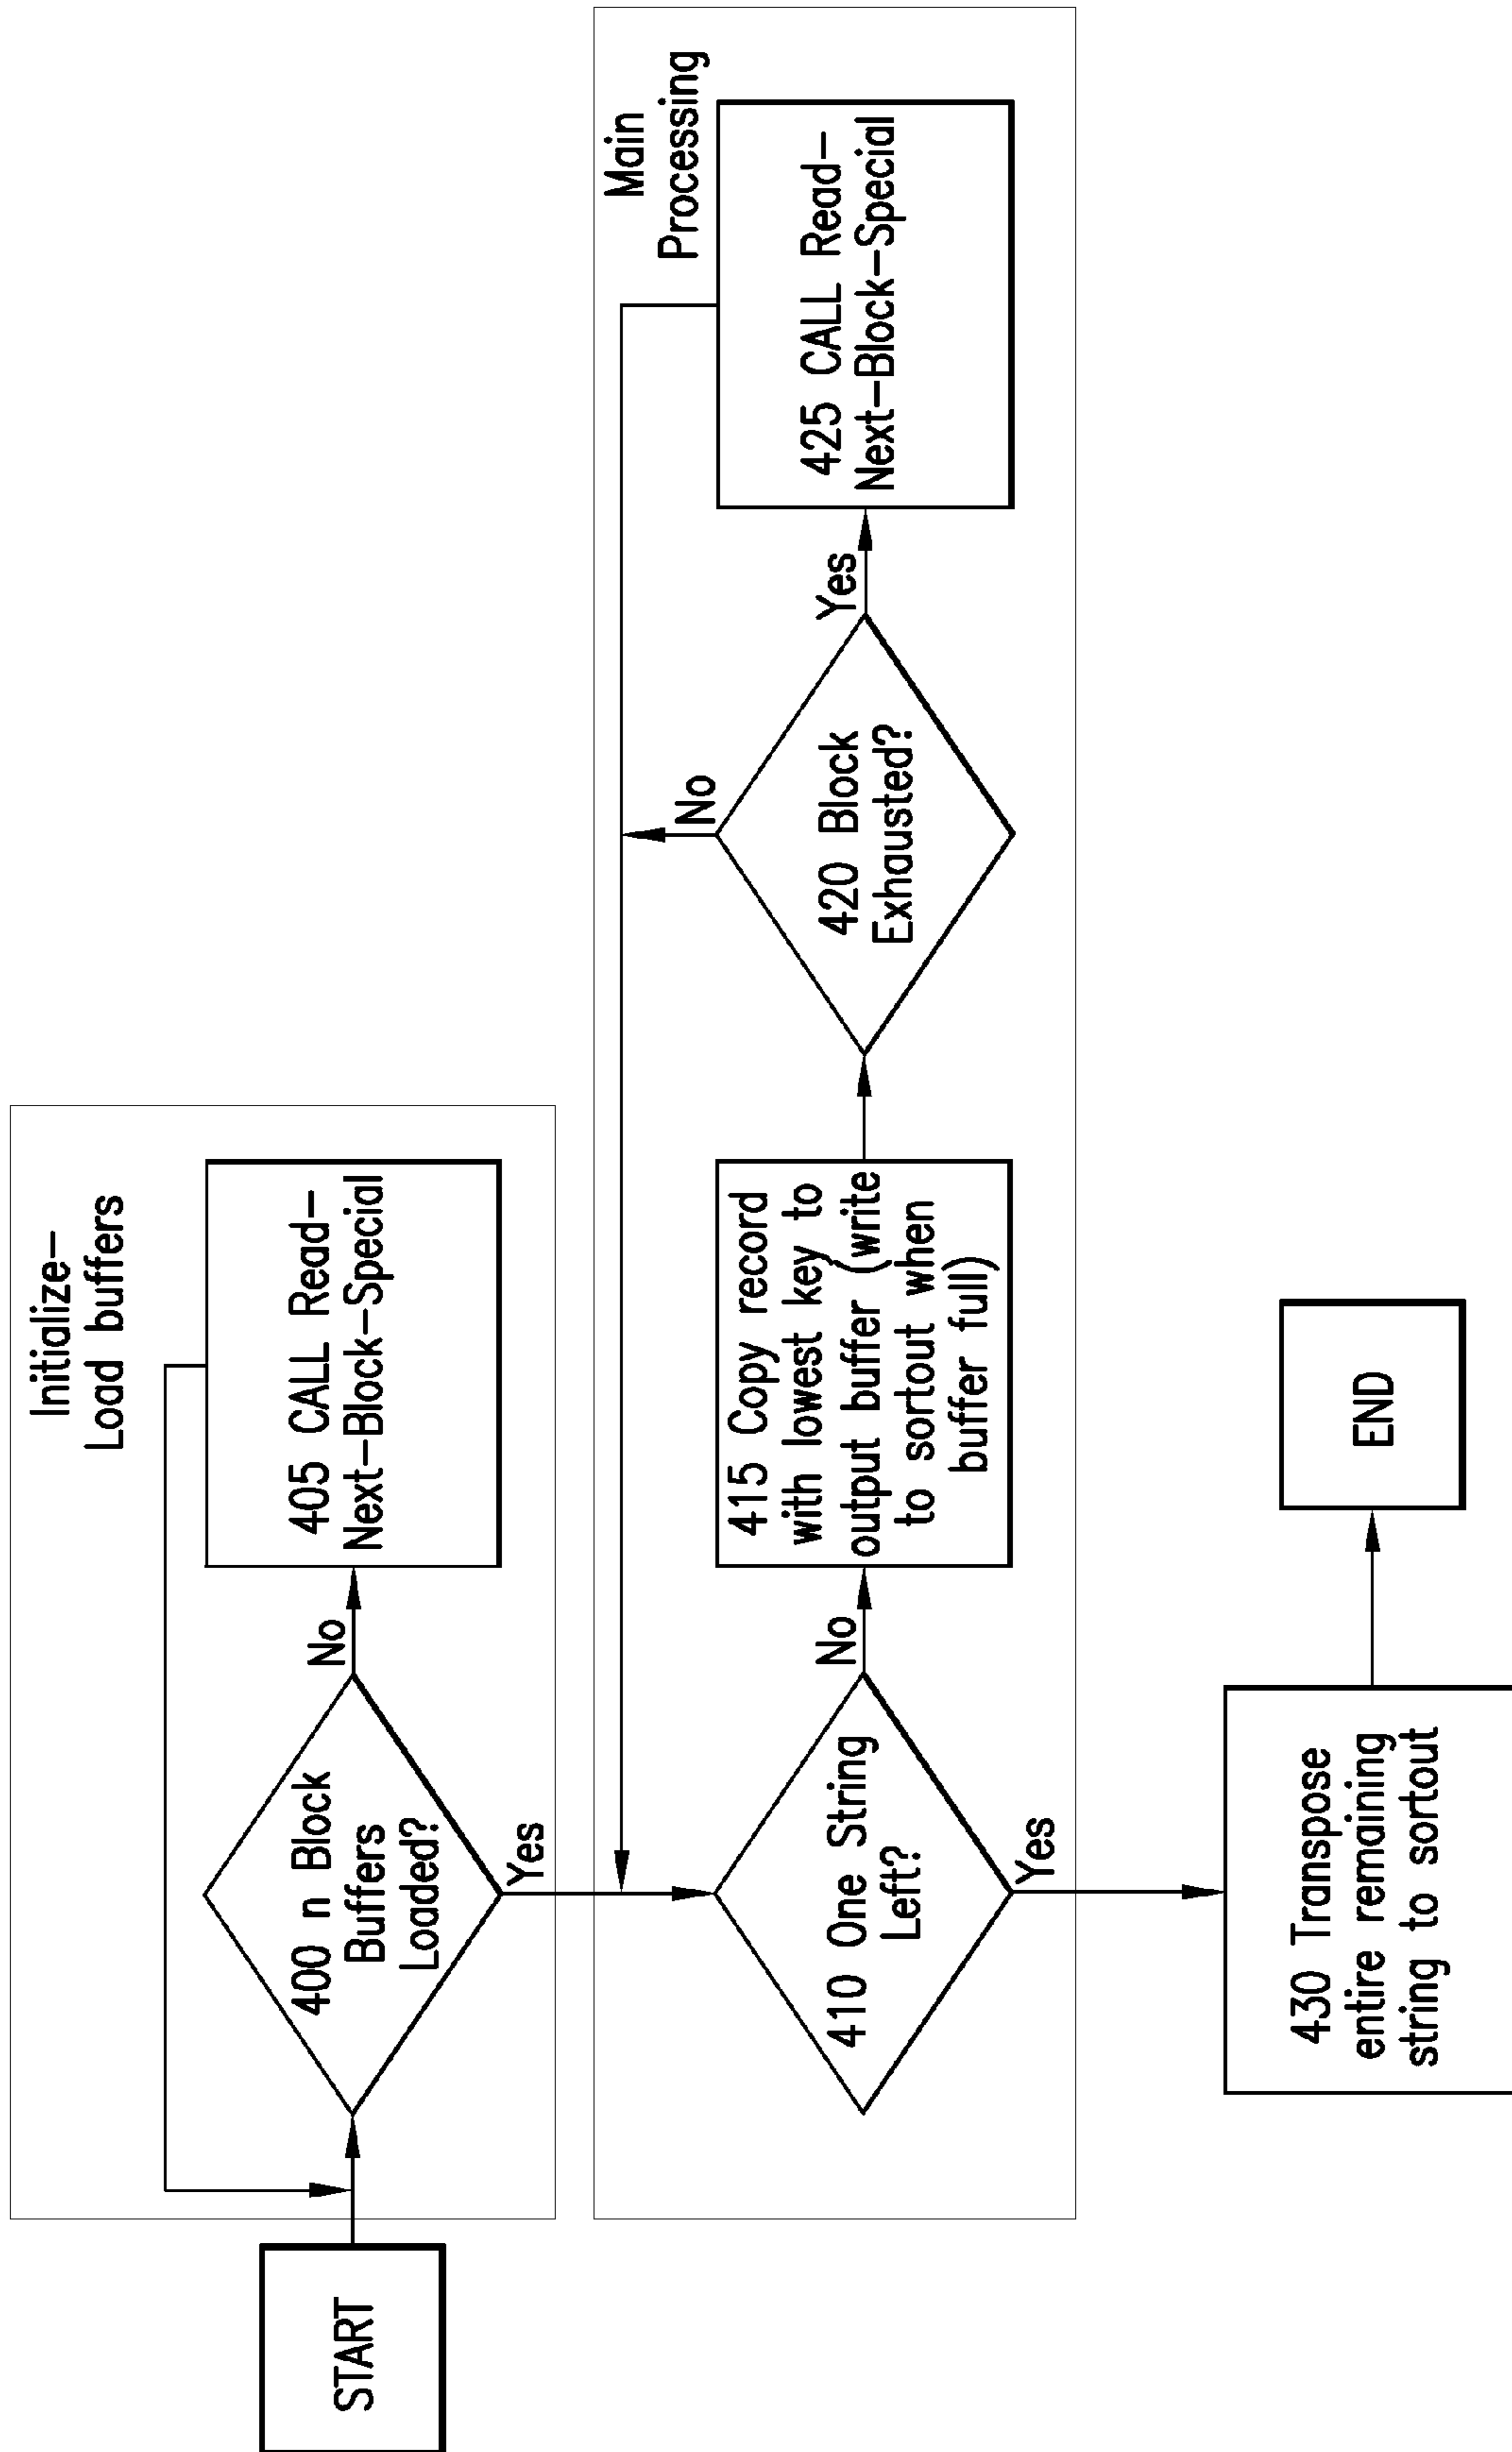 Initialize–
Load buffers
START
400 n Block
Buffers
Loaded?
No
405 CALL Read–
Next–Block–Special
Yes
Main
Processing
410 One String
Left?
No
415 Copy record
with lowest key to
output buffer (write
to sortout when
buffer full)
420 Block
Exhausted?
No
Yes
425 CALL Read–
Next–Block–Special
Yes
430 Transpose
entire remaining
string to sortout
END